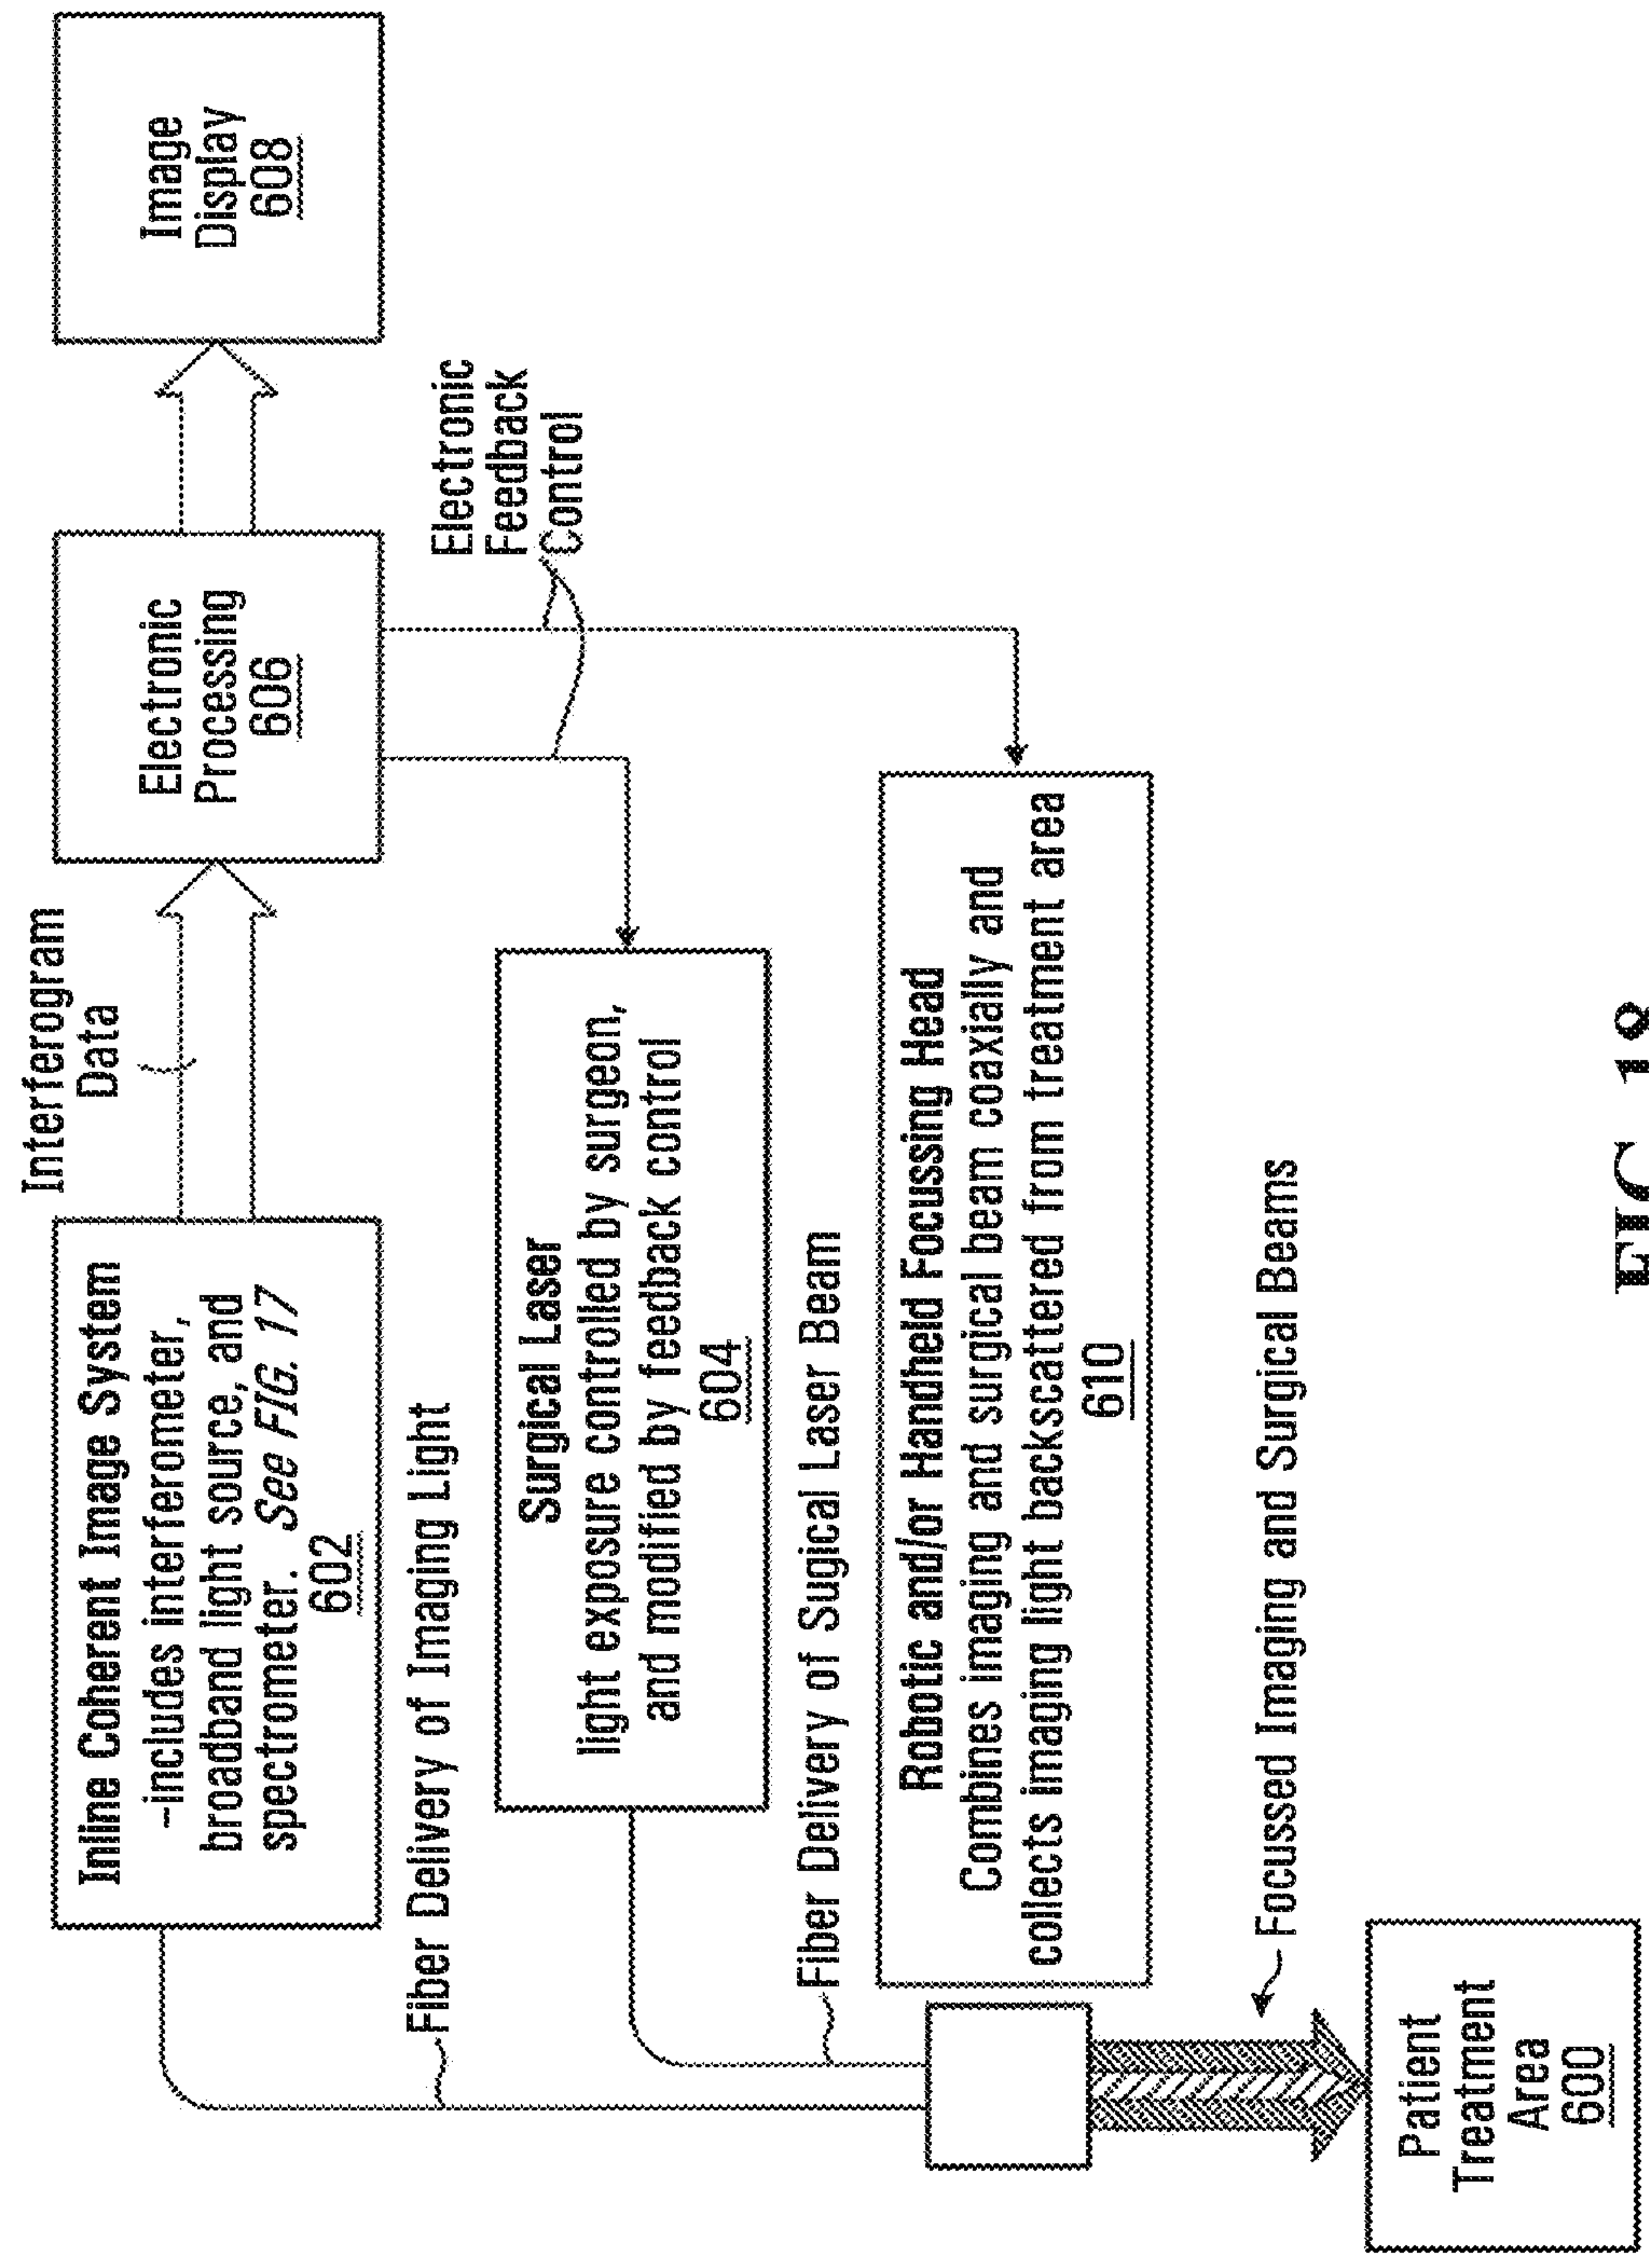 Inline Coherent Image System
-includes interferometer,
broadband light source, and
spectrometer. See FIG. 17
602
Interferogram
Data
Electronic
Processing
606
Image
Display
608
Fiber Delivery of Imaging Light
Electronic
Feedback
Control
Surgical Laser
light exposure controlled by surgeon,
and modified by feedback control
604
Fiber Delivery of Sugical Laser Beam
Robotic and/or Handheld Focussing Head
Combines imaging and surgical beam coaxially and
collects imaging light backscattered from treatment area
610
Focussed Imaging and Surgical Beams
Patient
Treatment
Area
600
FIG. 18